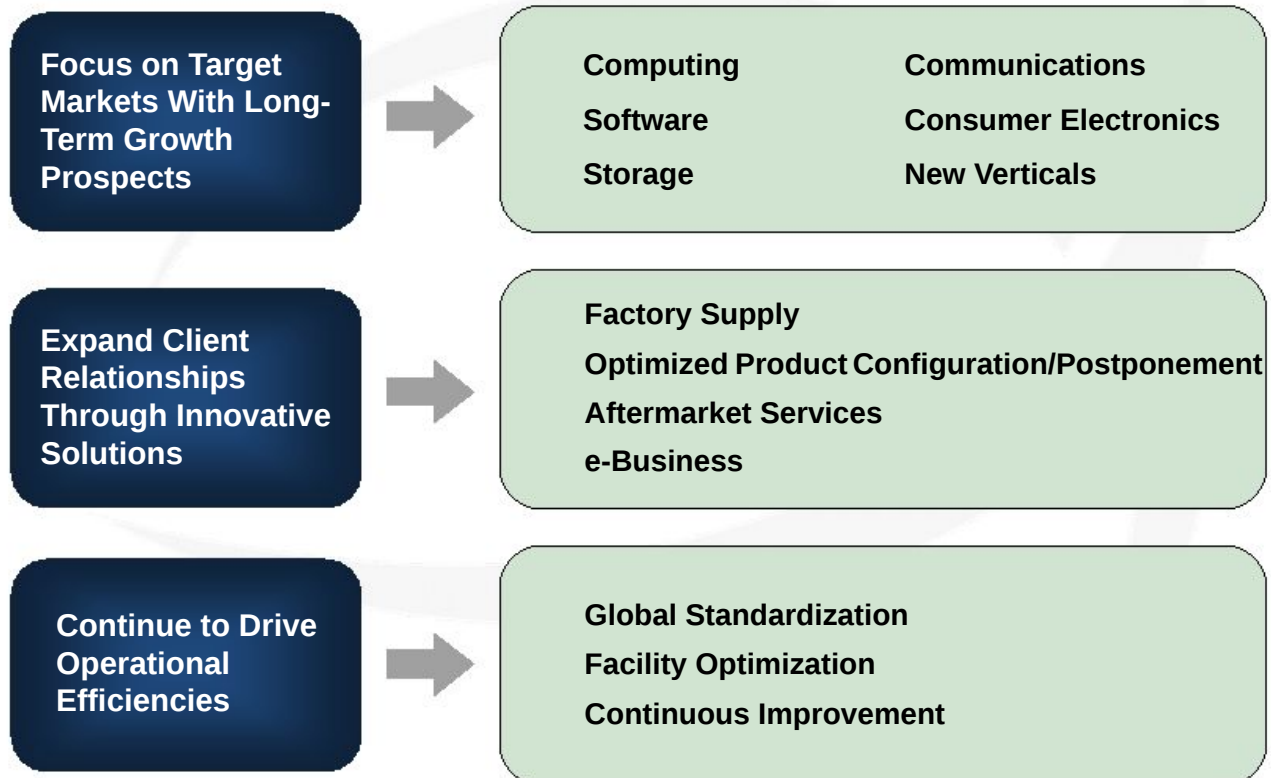 Focus on Target
Markets With Long-
Term Growth
Prospects
Computing
Communications
Software
Consumer Electronics
Storage
New Verticals
Expand Client
Relationships
Through Innovative
Solutions
Factory Supply
Optimized Product Configuration/Postponement
Aftermarket Services
e-Business
Continue to Drive
Operational
Efficiencies
Global Standardization
Facility Optimization
Continuous Improvement